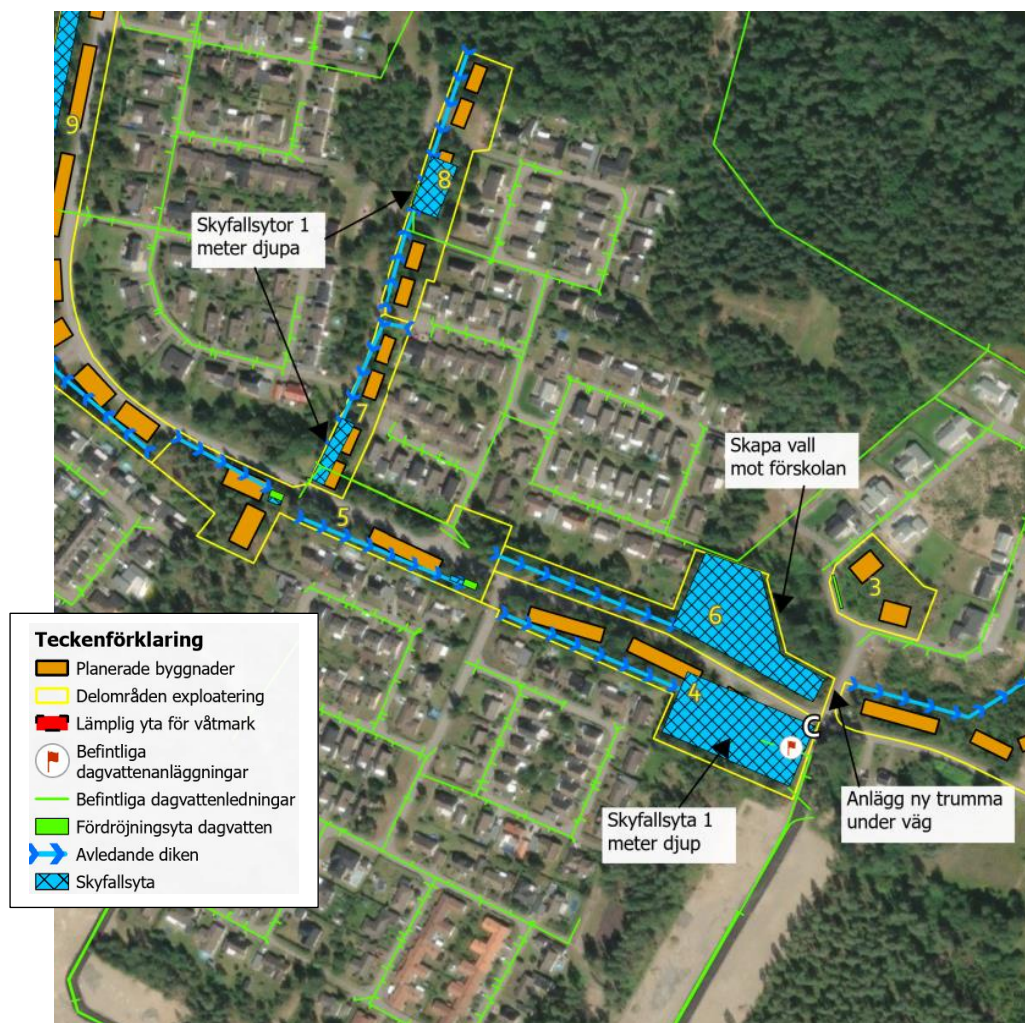 9
8
Skyfallsytor 1
meter djupa
7
Skapa vall
mot förskolan
5
3
6
Teckenförklaring
Planerade byggnader
Delområden exploatering
Lämplig yta för våtmark
Befintliga
dagvattenanläggningar
Befintliga dagvattenledningar
Fördröjningsyta dagvatten
Avledande diken
Skyfallsyta
4
C
Skyfallsyta 1
meter djup
Anlägg ny trumma
under väg